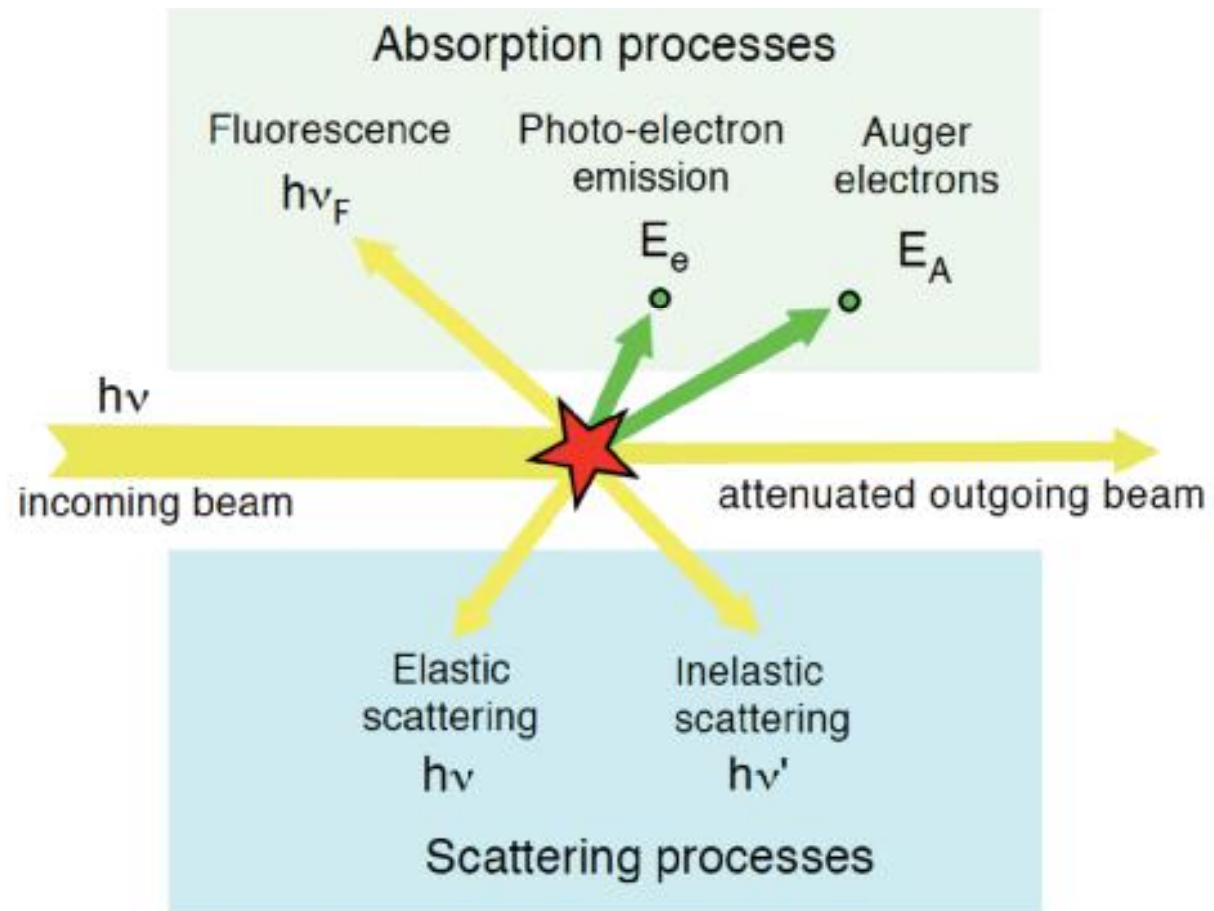 Absorption processes
Fluorescence
hν_F
Photo-electron
emission
E_e
Auger
electrons
E_A
hν
incoming beam
attenuated outgoing beam
Elastic
scattering
hν
Inelastic
scattering
hν'
Scattering processes